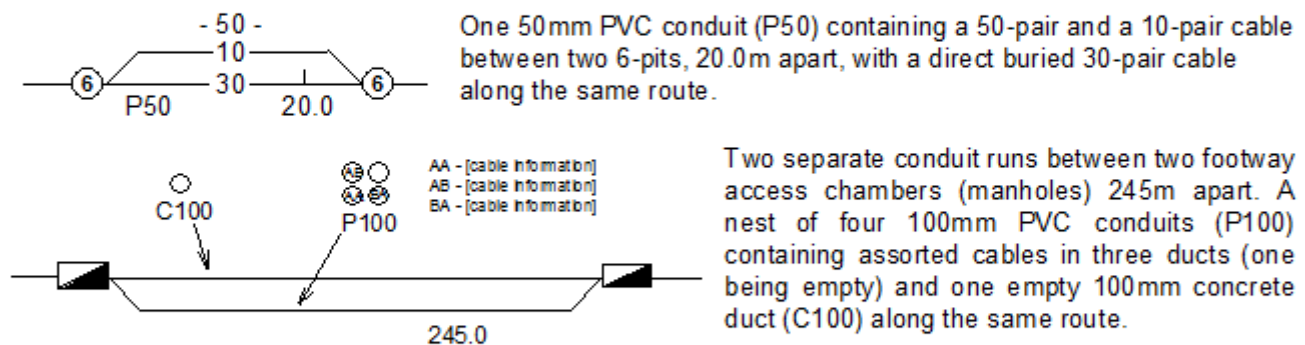 - 50 -
10
6 30 6
P50 20.0
One 50mm PVC conduit (P50) containing a 50-pair and a 10-pair cable
between two 6-pits, 20.0m apart, with a direct buried 30-pair cable
along the same route.
C100
AB
AA BA
P100
AA - [cable information]
AB - [cable information]
BA - [cable information]
245.0
Two separate conduit runs between two footway
access chambers (manholes) 245m apart. A
nest of four 100mm PVC conduits (P100)
containing assorted cables in three ducts (one
being empty) and one empty 100mm concrete
duct (C100) along the same route.